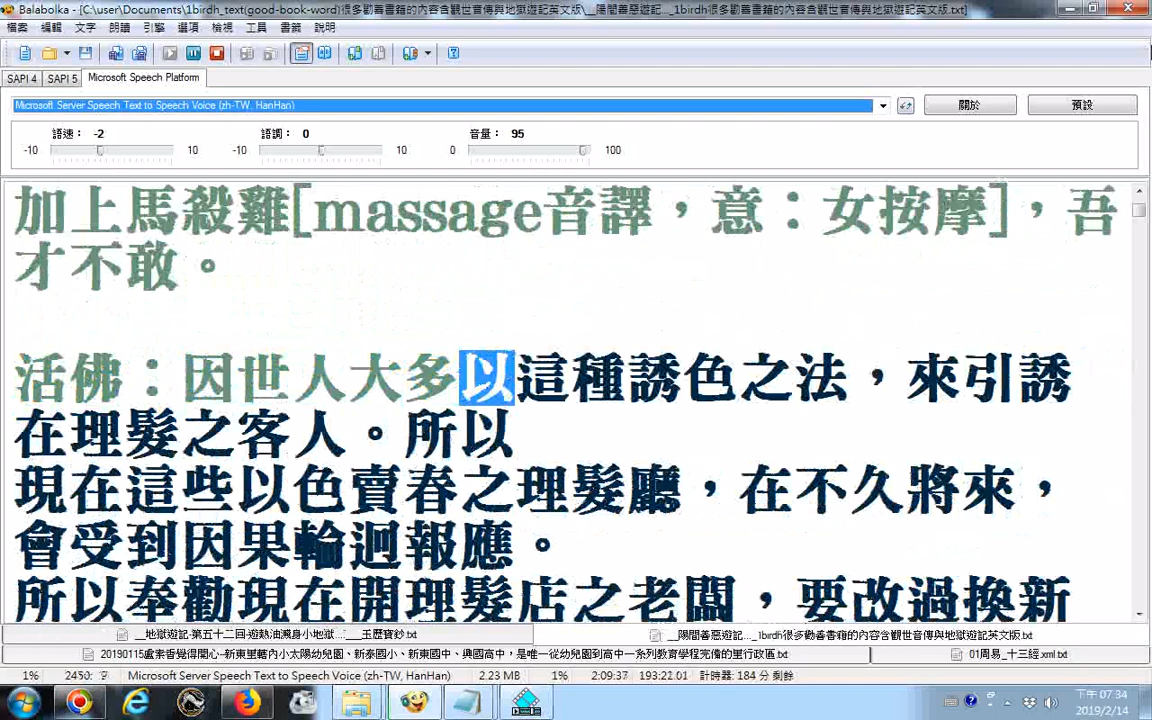 Balabolka - [C:\user\Documents\1birdh_text(good-book-word)很多勸善書籍的內容含觀世音傳與地獄遊記英文版\__陽間善惡遊記..._1birdh很多勸善書籍的內容含觀世音傳與地獄遊記英文版.txt]
檔案 編輯 文字 朗讀 引擎 選項 檢視 工具 書籤 說明
SAPI 4 SAPI 5 Microsoft Speech Platform
Microsoft Server Speech Text to Speech Voice (zh-TW, HanHan) 關於 預設
語速： -2 語調： 0 音量： 95
-10 10 -10 10 0 100
加上馬殺雞[massage音譯，意：女按摩]，吾
才不敢。
活佛：因世人大多以這種誘色之法，來引誘
在理髮之客人。所以
現在這些以色賣春之理髮廳，在不久將來，
會受到因果輪迴報應。
所以奉勸現在開理髮店之老闆，要改過換新
__地獄遊記-第五十二回-遊熱油濺身小地獄...___玉歷寶鈔.txt __陽間善惡遊記..._1birdh很多勸善書籍的內容含觀世音傳與地獄遊記英文版.txt
20190115盧素香覺得開心-新東里轄內小太陽幼兒園、新泰國小、新東國中、興國高中，是唯一從幼兒園到高中一系列教育學程完備的里行政區.txt 01周易_十三經.xml.txt
1% Microsoft Server Speech Text to Speech Voice (zh-TW, HanHan) 2.23 MB 1% 2:09:37 計時器: 184 分 剩餘
下午 07:34
2019/2/14